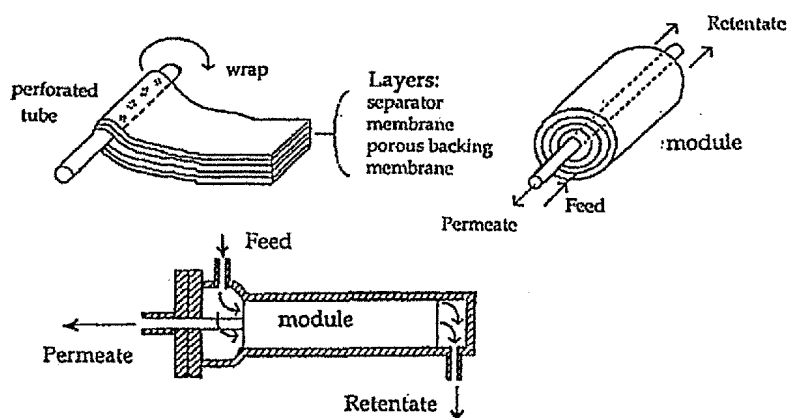 perforated
tube
wrap
Layers:
separator
membrane
porous backing
membrane
Retentate
module
Feed
Permeate
Feed
module
Permeate
Retentate